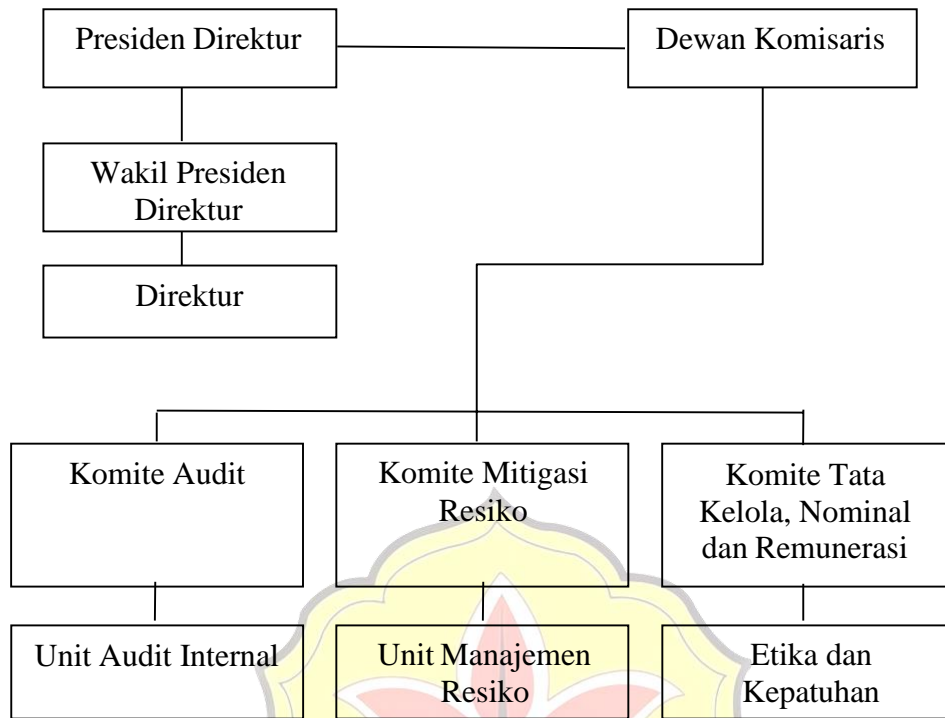 Presiden Direktur
Dewan Komisaris
Wakil Presiden
Direktur
Direktur
Komite Audit
Komite Mitigasi
Resiko
Komite Tata
Kelola, Nominal
dan Remunerasi
Unit Audit Internal
Unit Manajemen
Resiko
Etika dan
Kepatuhan